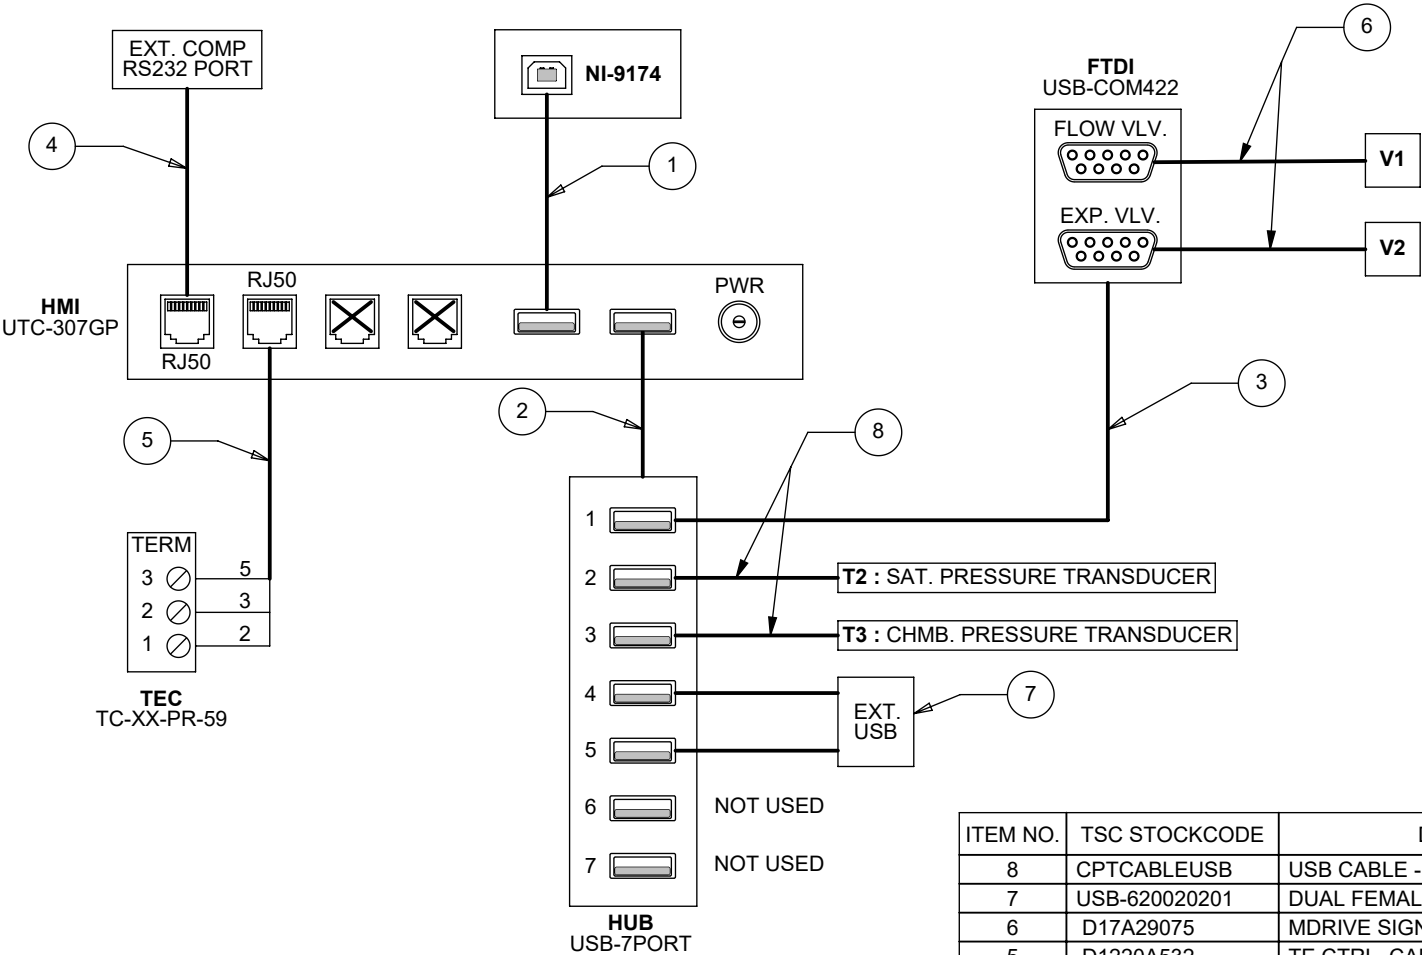 EXT. COMP
RS232 PORT
4
NI-9174
1
6
FTDI
USB-COM422
FLOW VLV.
V1
EXP. VLV.
V2
HMI
UTC-307GP
RJ50
RJ50
PWR
5
2
8
3
TERM
3
5
2
3
1
2
TEC
TC-XX-PR-59
1
2
T2 : SAT. PRESSURE TRANSDUCER
3
T3 : CHMB. PRESSURE TRANSDUCER
4
5
EXT.
USB
7
6
NOT USED
7
NOT USED
HUB
USB-7PORT
ITEM NO. TSC STOCKCODE
8 CPTCABLEUSB USB CABLE -
7 USB-620020201 DUAL FEMAL
6 D17A29075 MDRIVE SIGN
5 D1220A532